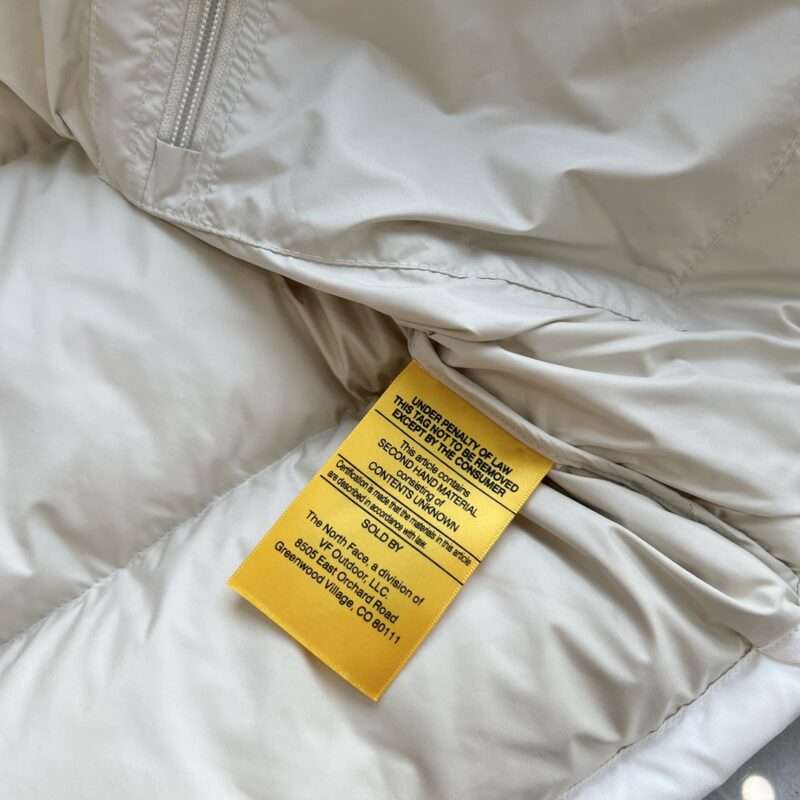 UNDER PENALTY OF LAW
THIS TAG NOT TO BE REMOVED
EXCEPT BY THE CONSUMER
This article contains
SECOND HAND MATERIAL
consisting of
CONTENTS UNKNOWN
Certification is made that the materials in this article
are described in accordance with law.
SOLD BY
The North Face, a division of
VF Outdoor, LLC.
8505 East Orchard Road
Greenwood Village, CO 80111